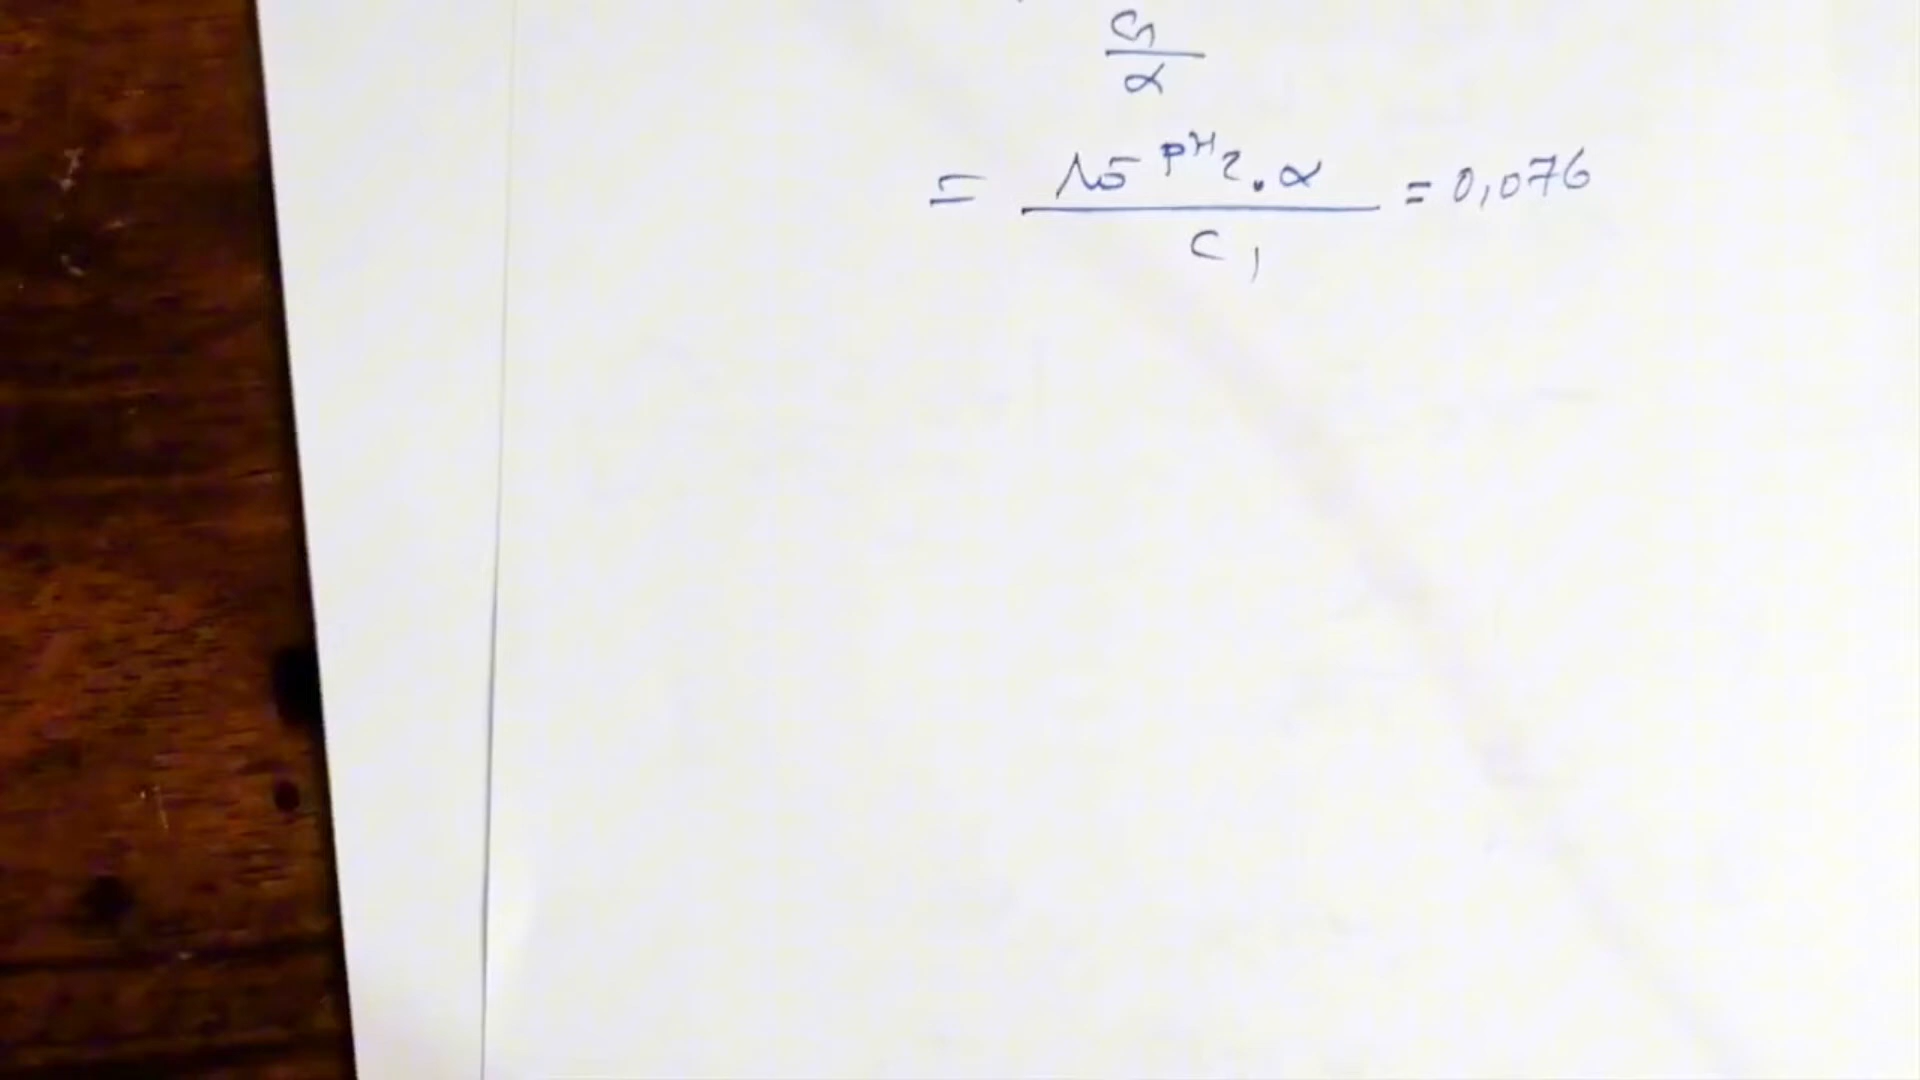 C1
α
= 10^-pH2 . α = 0,076
C1